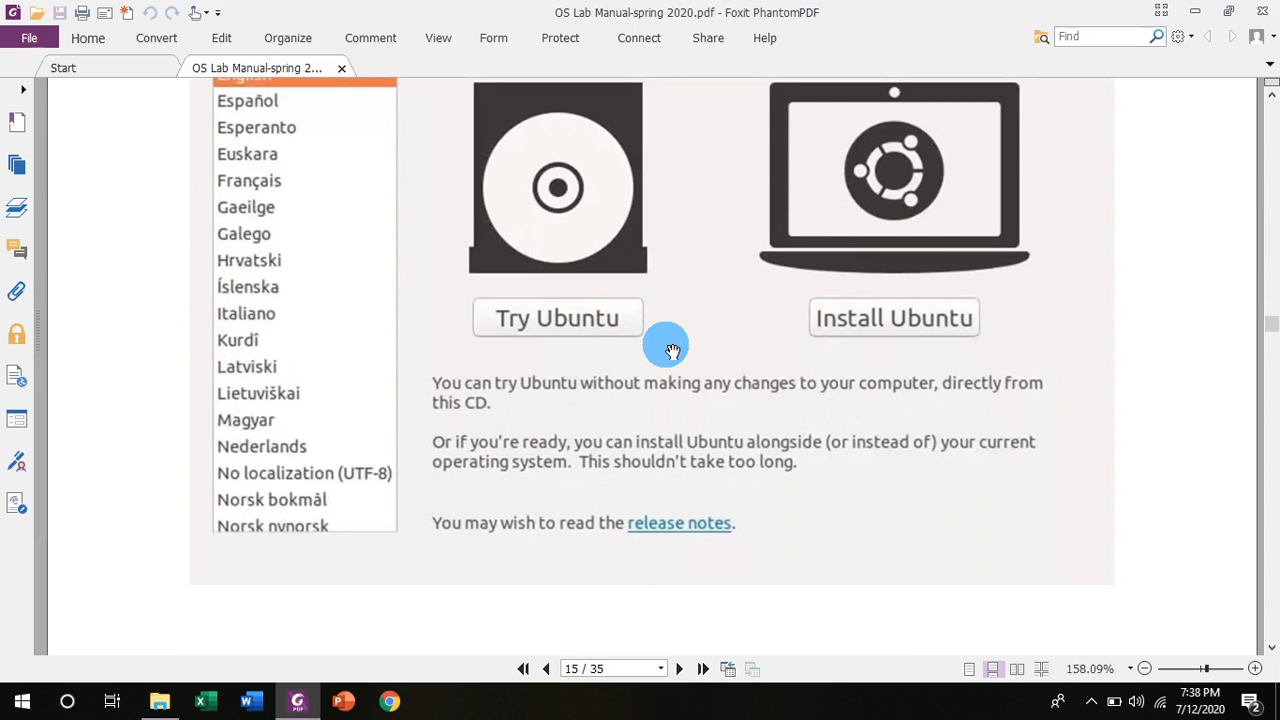 OS Lab Manual-spring 2020.pdf - Foxit PhantomPDF
File Home Convert Edit Organize Comment View Form Protect Connect Share Help Find
Start OS Lab Manual-spring 2...
English
Español
Esperanto
Euskara
Français
Gaeilge
Galego
Hrvatski
Íslenska
Italiano
Kurdî
Latviski
Lietuviškai
Magyar
Nederlands
No localization (UTF-8)
Norsk bokmål
Norsk nynorsk
Try Ubuntu Install Ubuntu
You can try Ubuntu without making any changes to your computer, directly from
this CD.
Or if you're ready, you can install Ubuntu alongside (or instead of) your current
operating system. This shouldn't take too long.
You may wish to read the release notes.
15 / 35 158.09%
7:38 PM
7/12/2020
2